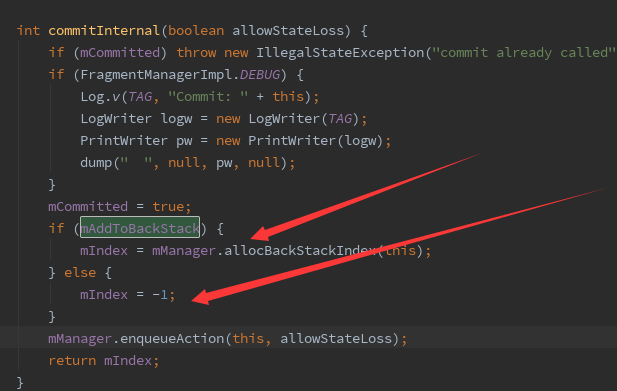 int commitInternal(boolean allowStateLoss) {
if (mCommitted) throw new IllegalStateException("commit already called"
if (FragmentManagerImpl.DEBUG) {
Log.v(TAG, "Commit: " + this);
LogWriter logw = new LogWriter(TAG);
PrintWriter pw = new PrintWriter(logw);
dump("  ", null, pw, null);
}
mCommitted = true;
if (mAddToBackStack) {
mIndex = mManager.allocBackStackIndex(this);
} else {
mIndex = -1;
}
mManager.enqueueAction(this, allowStateLoss);
return mIndex;
}